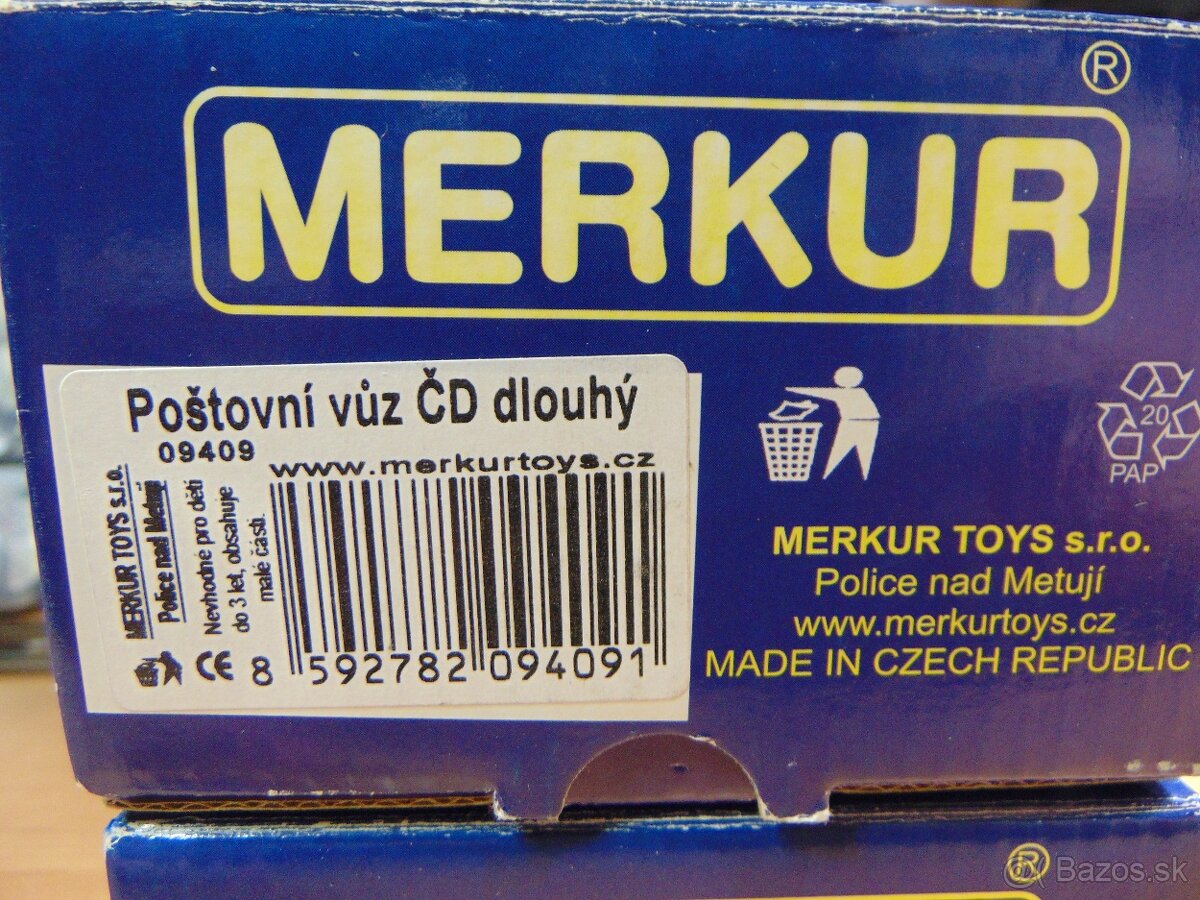 MERKUR ®
Poštovní vůz ČD dlouhý
09409
www.merkurtoys.cz
MERKUR TOYS s.r.o.
Police nad Metují
Nevhodné pro děti
do 3 let, obsahuje
malé části.
CE
8 592782 094091
20
PAP
MERKUR TOYS s.r.o.
Police nad Metují
www.merkurtoys.cz
MADE IN CZECH REPUBLIC
®
Bazos.sk